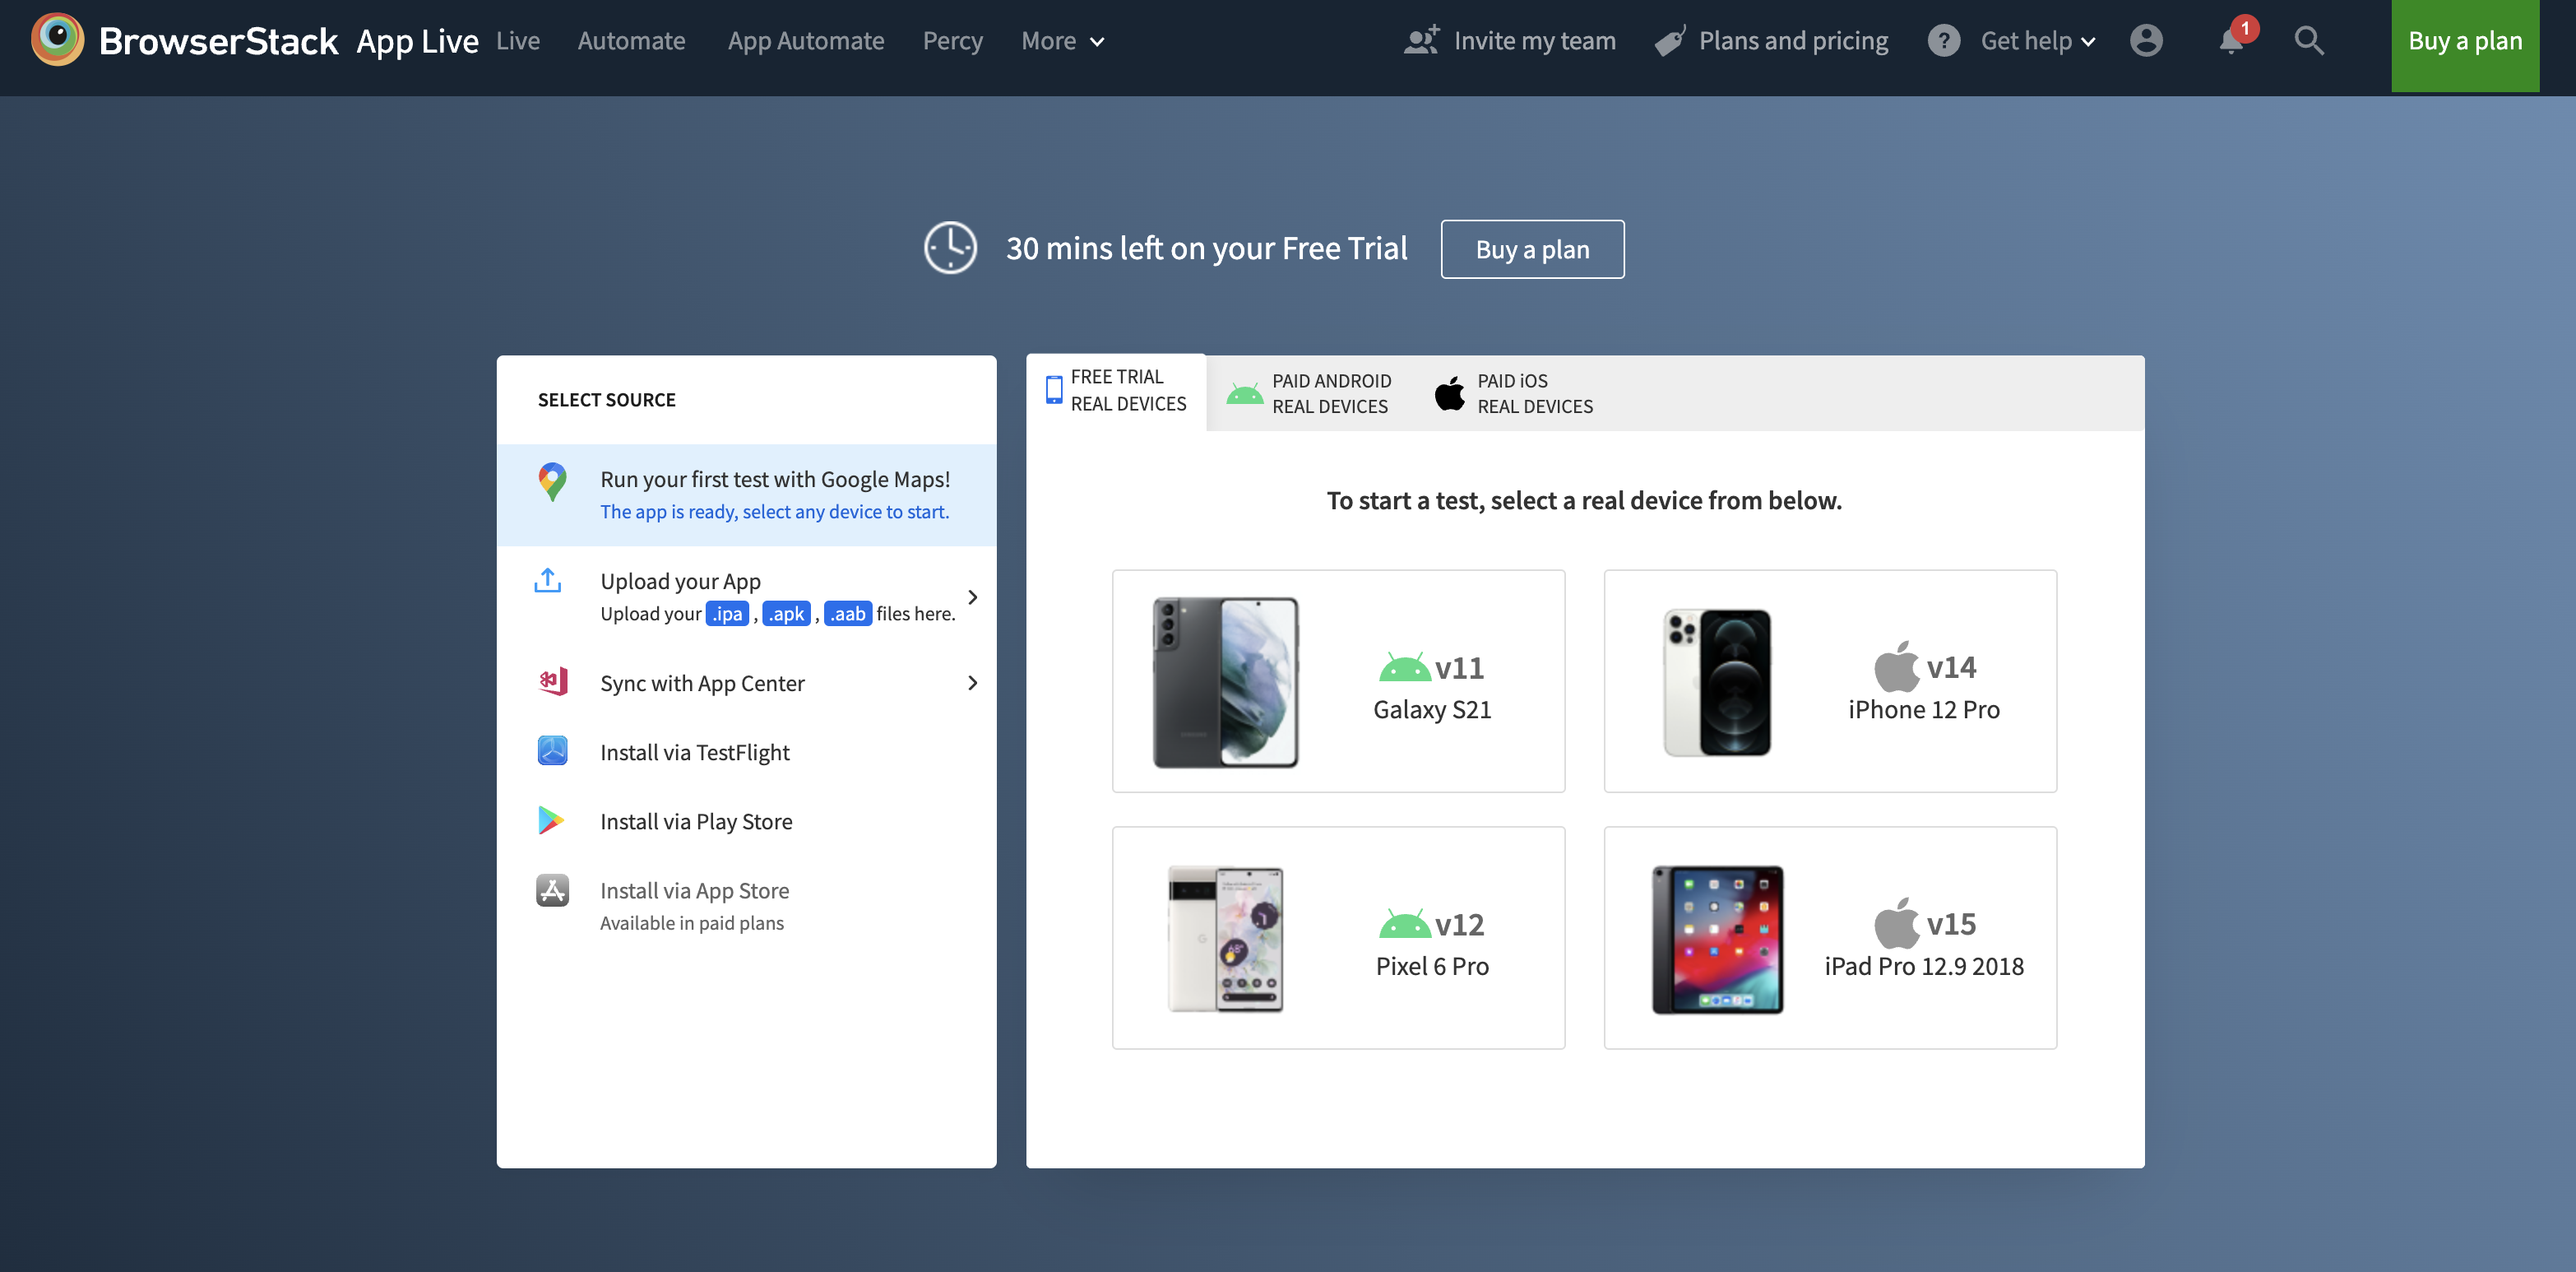 BrowserStack App Live Live Automate App Automate Percy More Invite my team Plans and pricing ? Get help 1 Buy a plan
30 mins left on your Free Trial Buy a plan
SELECT SOURCE
Run your first test with Google Maps!
The app is ready, select any device to start.
Upload your App
Upload your .ipa , .apk , .aab files here.
Sync with App Center
Install via TestFlight
Install via Play Store
Install via App Store
Available in paid plans
FREE TRIAL
REAL DEVICES
PAID ANDROID
REAL DEVICES
PAID iOS
REAL DEVICES
To start a test, select a real device from below.
v11
Galaxy S21
v14
iPhone 12 Pro
v12
Pixel 6 Pro
v15
iPad Pro 12.9 2018